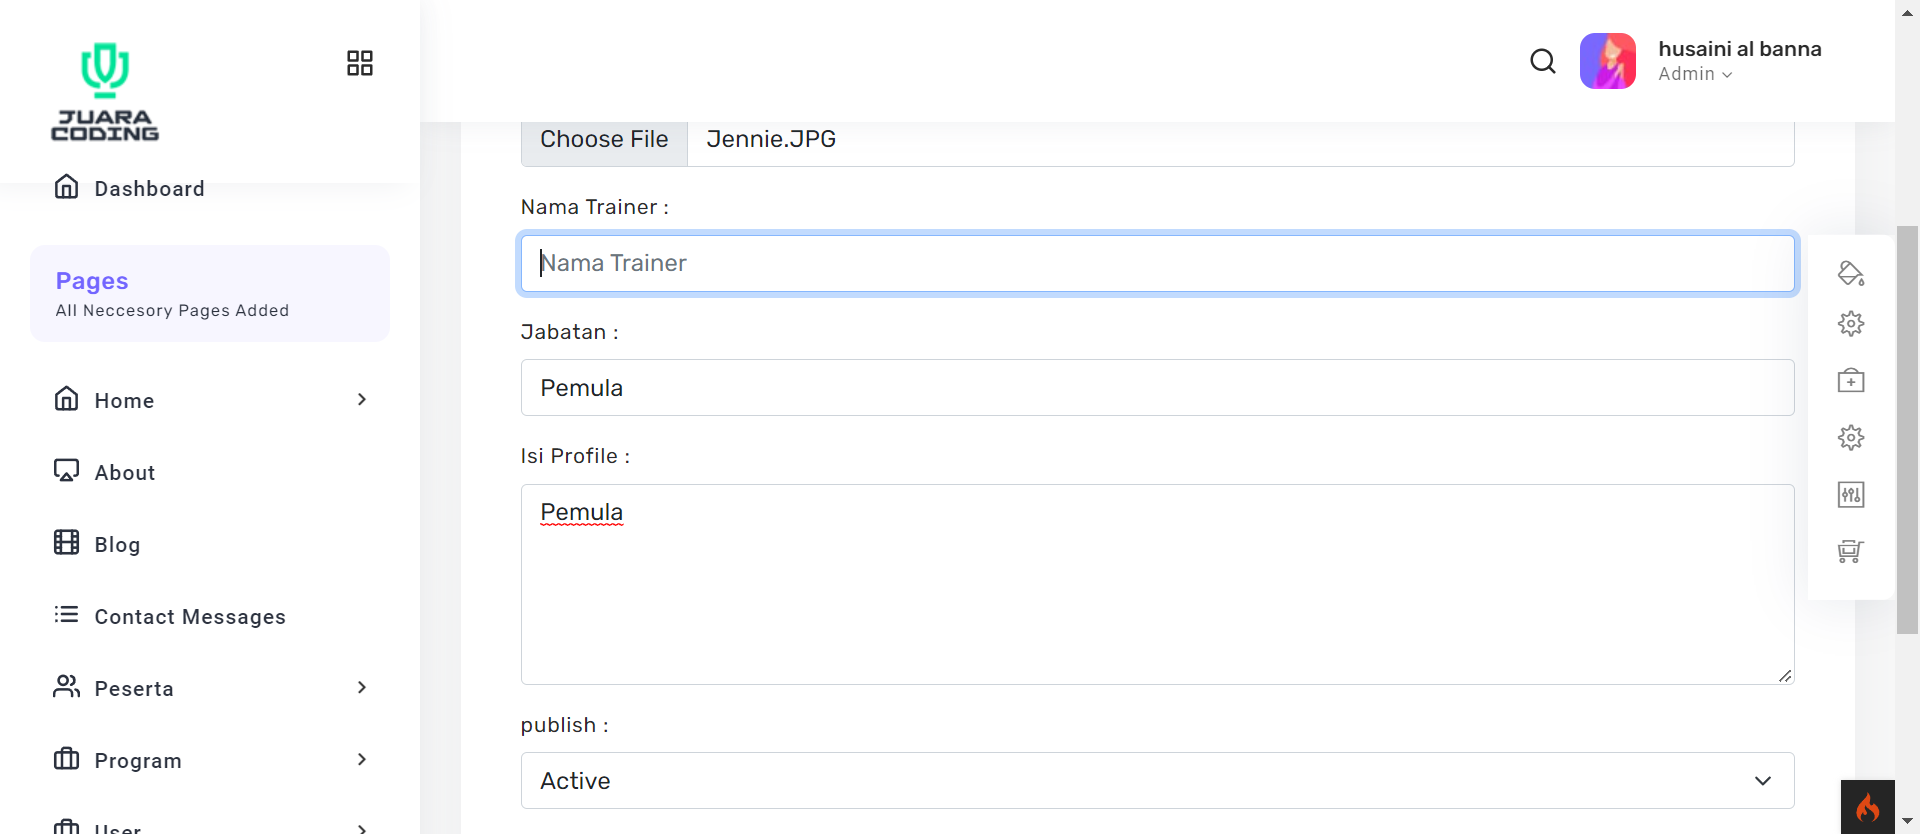 JUARA
CODING
husaini al banna
Admin
Dashboard
Pages
All Neccesory Pages Added
Home
About
Blog
Contact Messages
Peserta
Program
User
Choose File
Jennie.JPG
Nama Trainer :
Nama Trainer
Jabatan :
Pemula
Isi Profile :
Pemula
publish :
Active